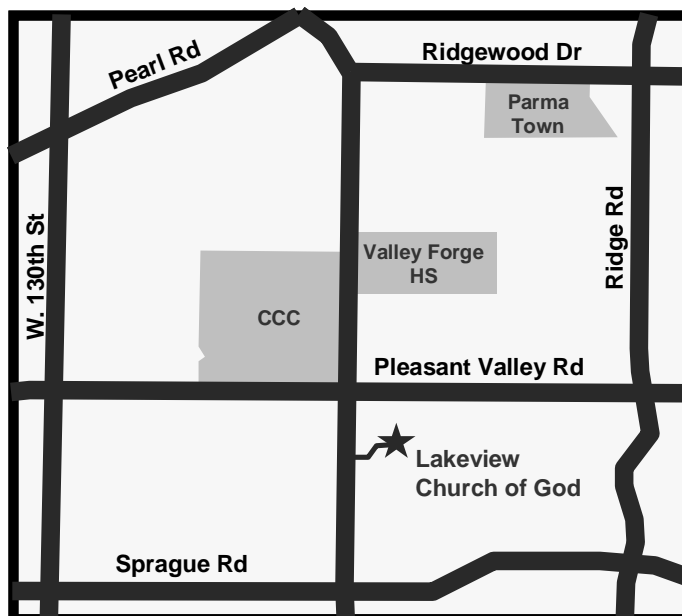 Pearl Rd
Ridgewood Dr
Parma
Town
W. 130th St
Ridge Rd
Valley Forge
HS
CCC
Pleasant Valley Rd
Lakeview
Church of God
Sprague Rd